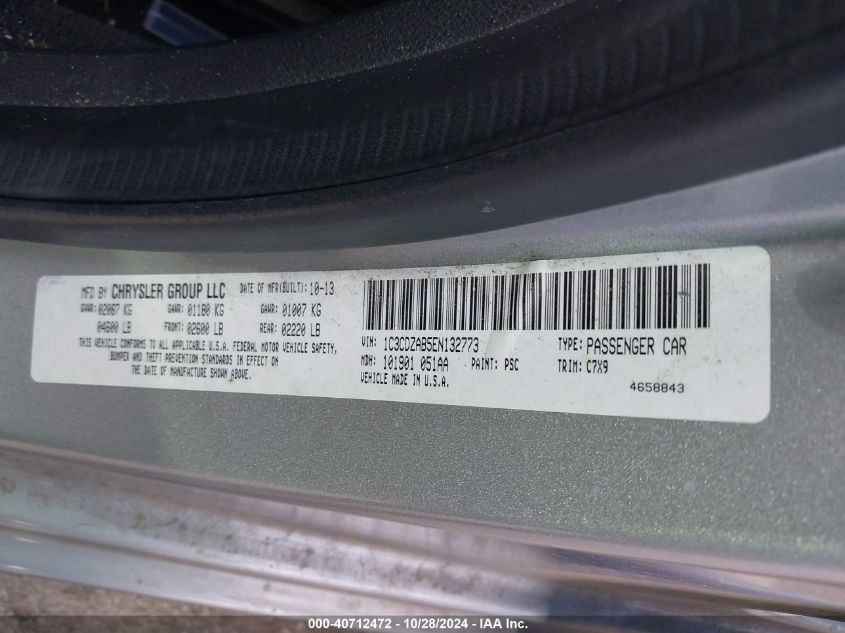 MFD BY CHRYSLER GROUP LLC DATE OF MFR(BUILT): 10-13
GVWR: 02087 KG GAWR: 01180 KG GAWR: 01007 KG
04600 LB FRONT: 02600 LB REAR: 02220 LB
THIS VEHICLE CONFORMS TO ALL APPLICABLE U.S.A. FEDERAL MOTOR VEHICLE SAFETY,
BUMPER AND THEFT PREVENTION STANDARDS IN EFFECT ON
THE DATE OF MANUFACTURE SHOWN ABOVE.
VIN: 1C3CDZAB5EN132773 TYPE: PASSENGER CAR
MDH: 101901 051AA PAINT: PSC TRIM: C7X9
VEHICLE MADE IN U.S.A.
4658843
000-40712472 | 10/28/2024 | IAA Inc.